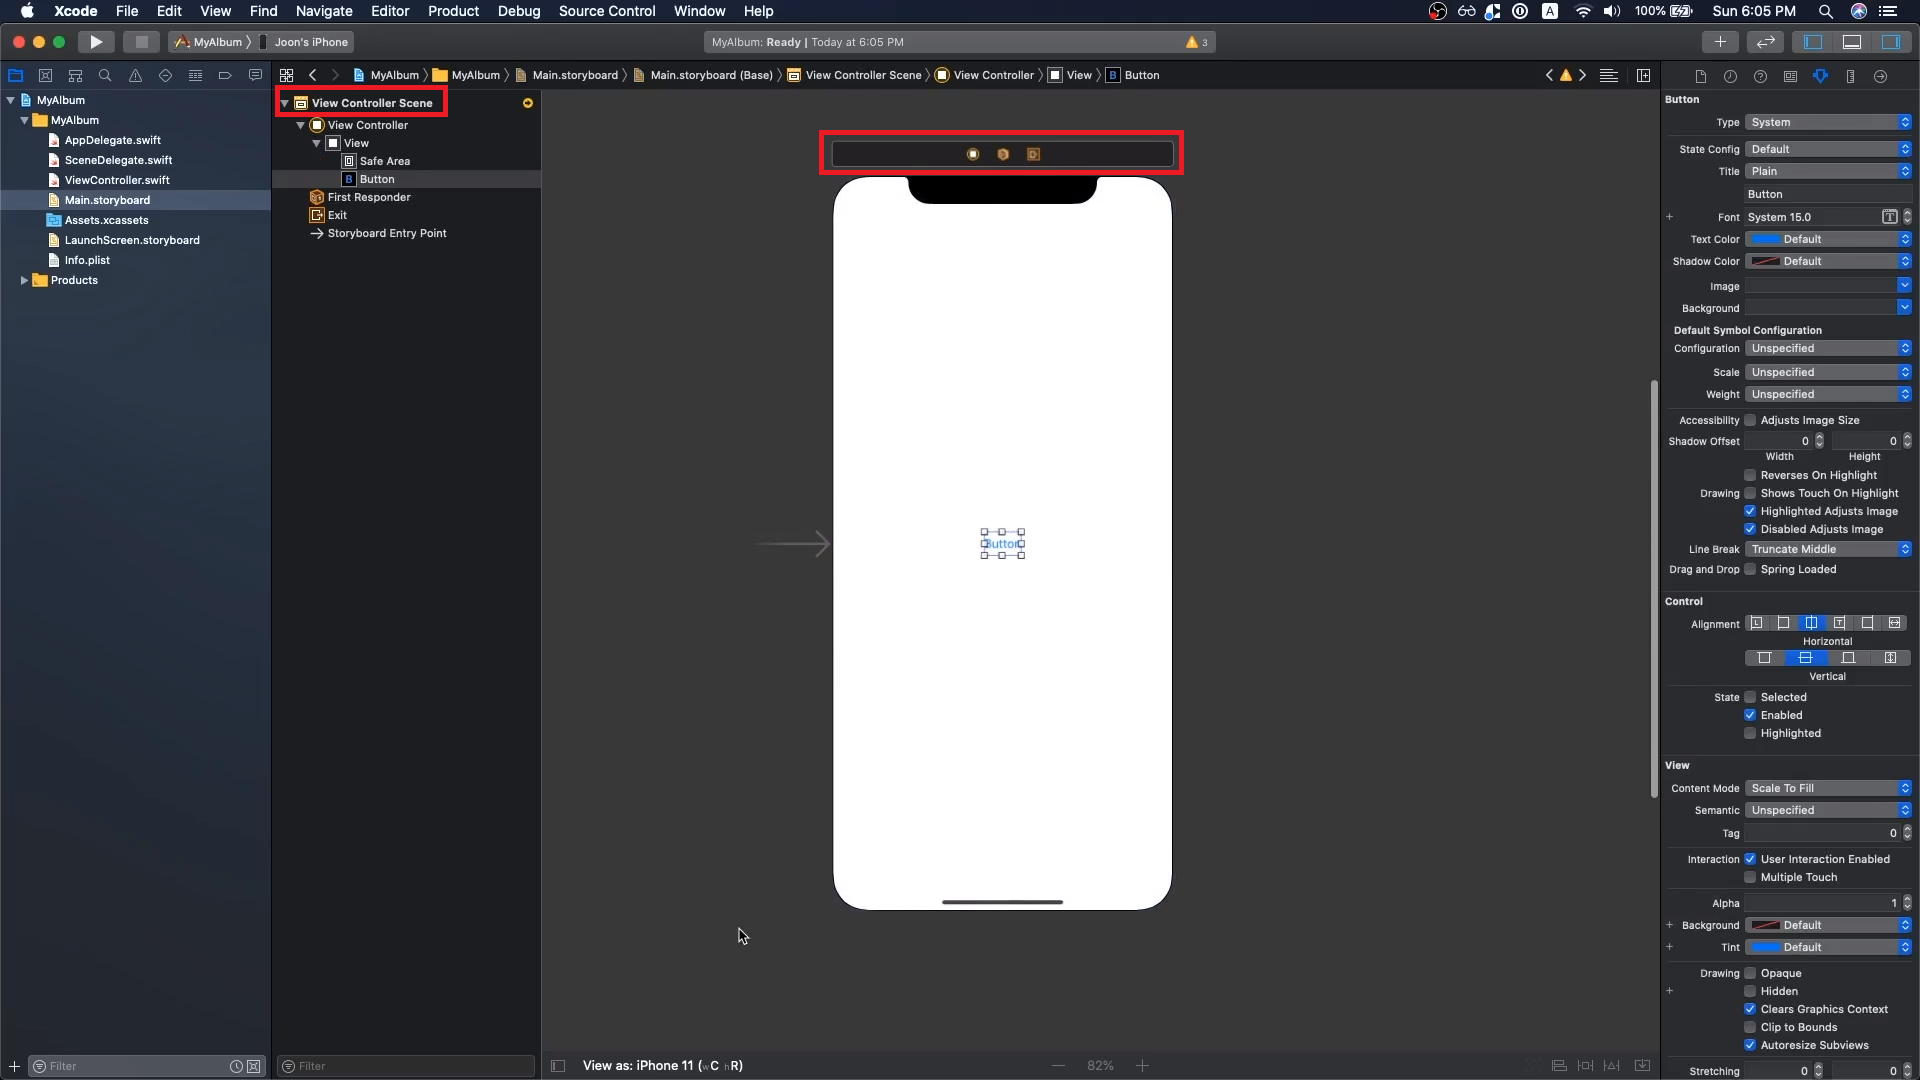 Xcode File Edit View Find Navigate Editor Product Debug Source Control Window Help
A 100% Sun 6:05 PM
MyAlbum Joon's iPhone
MyAlbum: Ready | Today at 6:05 PM
3
MyAlbum MyAlbum Main.storyboard Main.storyboard (Base) View Controller Scene View Controller View B Button
MyAlbum
MyAlbum
AppDelegate.swift
SceneDelegate.swift
ViewController.swift
Main.storyboard
Assets.xcassets
LaunchScreen.storyboard
Info.plist
Products
Filter
View Controller Scene
View Controller
View
Safe Area
B Button
First Responder
Exit
Storyboard Entry Point
Filter
Button
View as: iPhone 11 (wC hR)
82%
Button
Type System
State Config Default
Title Plain
Button
Font System 15.0 T
Text Color Default
Shadow Color Default
Image
Background
Default Symbol Configuration
Configuration Unspecified
Scale Unspecified
Weight Unspecified
Accessibility Adjusts Image Size
Shadow Offset 0 0
Width Height
Reverses On Highlight
Drawing Shows Touch On Highlight
Highlighted Adjusts Image
Disabled Adjusts Image
Line Break Truncate Middle
Drag and Drop Spring Loaded
Control
Alignment
Horizontal
Vertical
State Selected
Enabled
Highlighted
View
Content Mode Scale To Fill
Semantic Unspecified
Tag 0
Interaction User Interaction Enabled
Multiple Touch
Alpha 1
Background Default
Tint Default
Drawing Opaque
Hidden
Clears Graphics Context
Clip to Bounds
Autoresize Subviews
Stretching 0 0